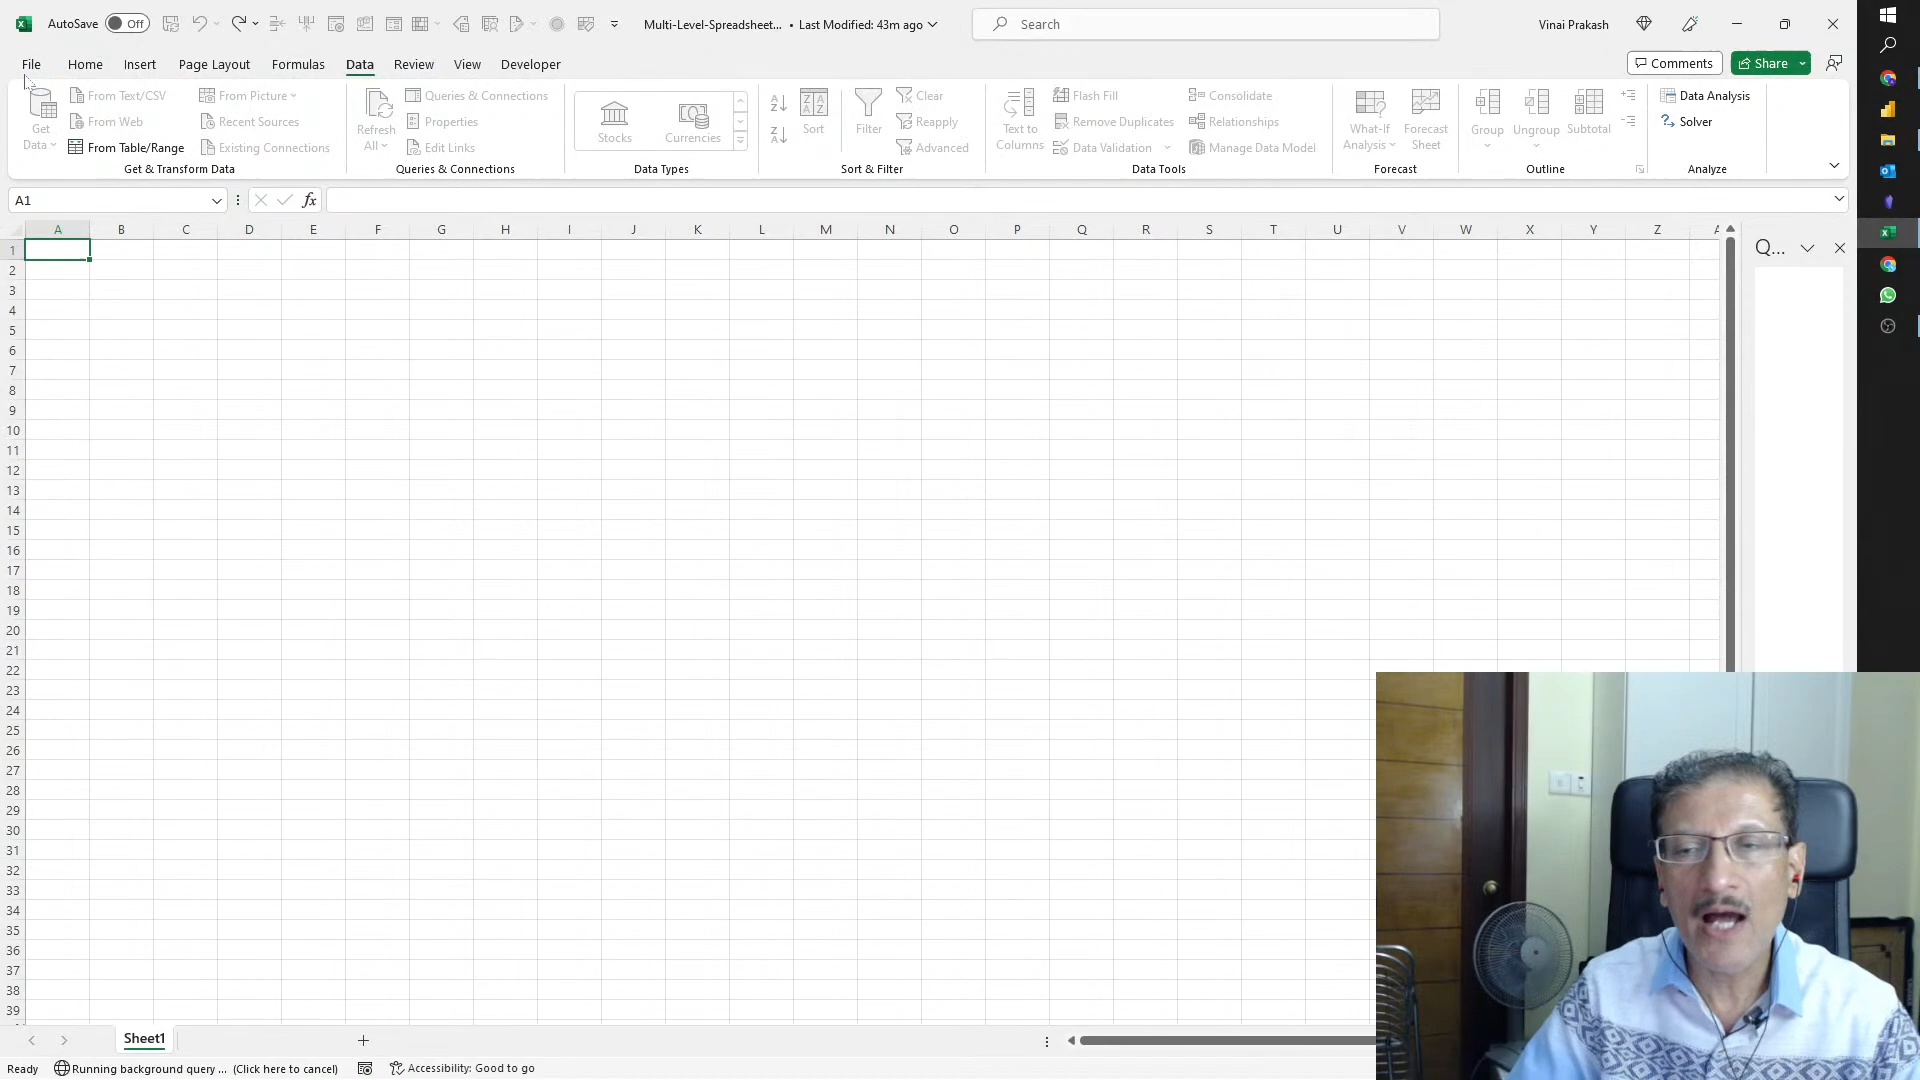 AutoSave Off Multi-Level-Spreadsheet... • Last Modified: 43m ago Search Vinai Prakash
File Home Insert Page Layout Formulas Data Review View Developer Comments Share
Get Data From Text/CSV From Web From Table/Range From Picture Recent Sources Existing Connections
Get & Transform Data
Refresh All Queries & Connections Properties Edit Links
Queries & Connections
Stocks Currencies
Data Types
Sort Filter Clear Reapply Advanced
Sort & Filter
Text to Columns Flash Fill Remove Duplicates Data Validation Consolidate Relationships Manage Data Model
Data Tools
What-If Analysis Forecast Sheet
Forecast
Group Ungroup Subtotal
Outline
Data Analysis Solver
Analyze
A1 fx
A B C D E F G H I J K L M N O P Q R S T U V W X Y Z
Q...
1
2
3
4
5
6
7
8
9
10
11
12
13
14
15
16
17
18
19
20
21
22
23
24
25
26
27
28
29
30
31
32
33
34
35
36
37
38
39
Sheet1
Ready Running background query ... (Click here to cancel) Accessibility: Good to go